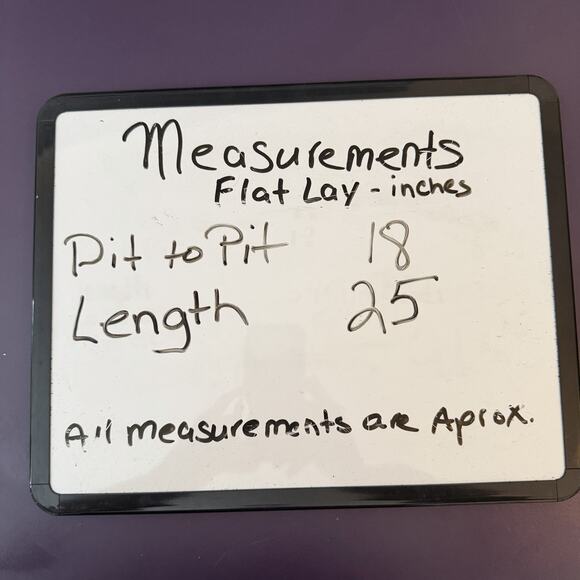 Measurements
Flat Lay - inches
Pit to Pit 18
Length 25
All measurements are Aprox.